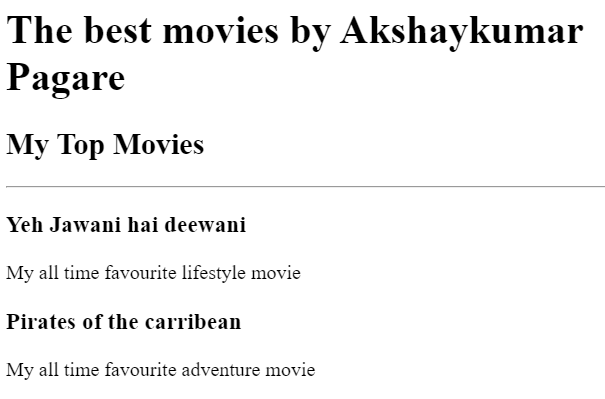 The best movies by Akshaykumar
Pagare
My Top Movies
Yeh Jawani hai deewani
My all time favourite lifestyle movie
Pirates of the carribean
My all time favourite adventure movie